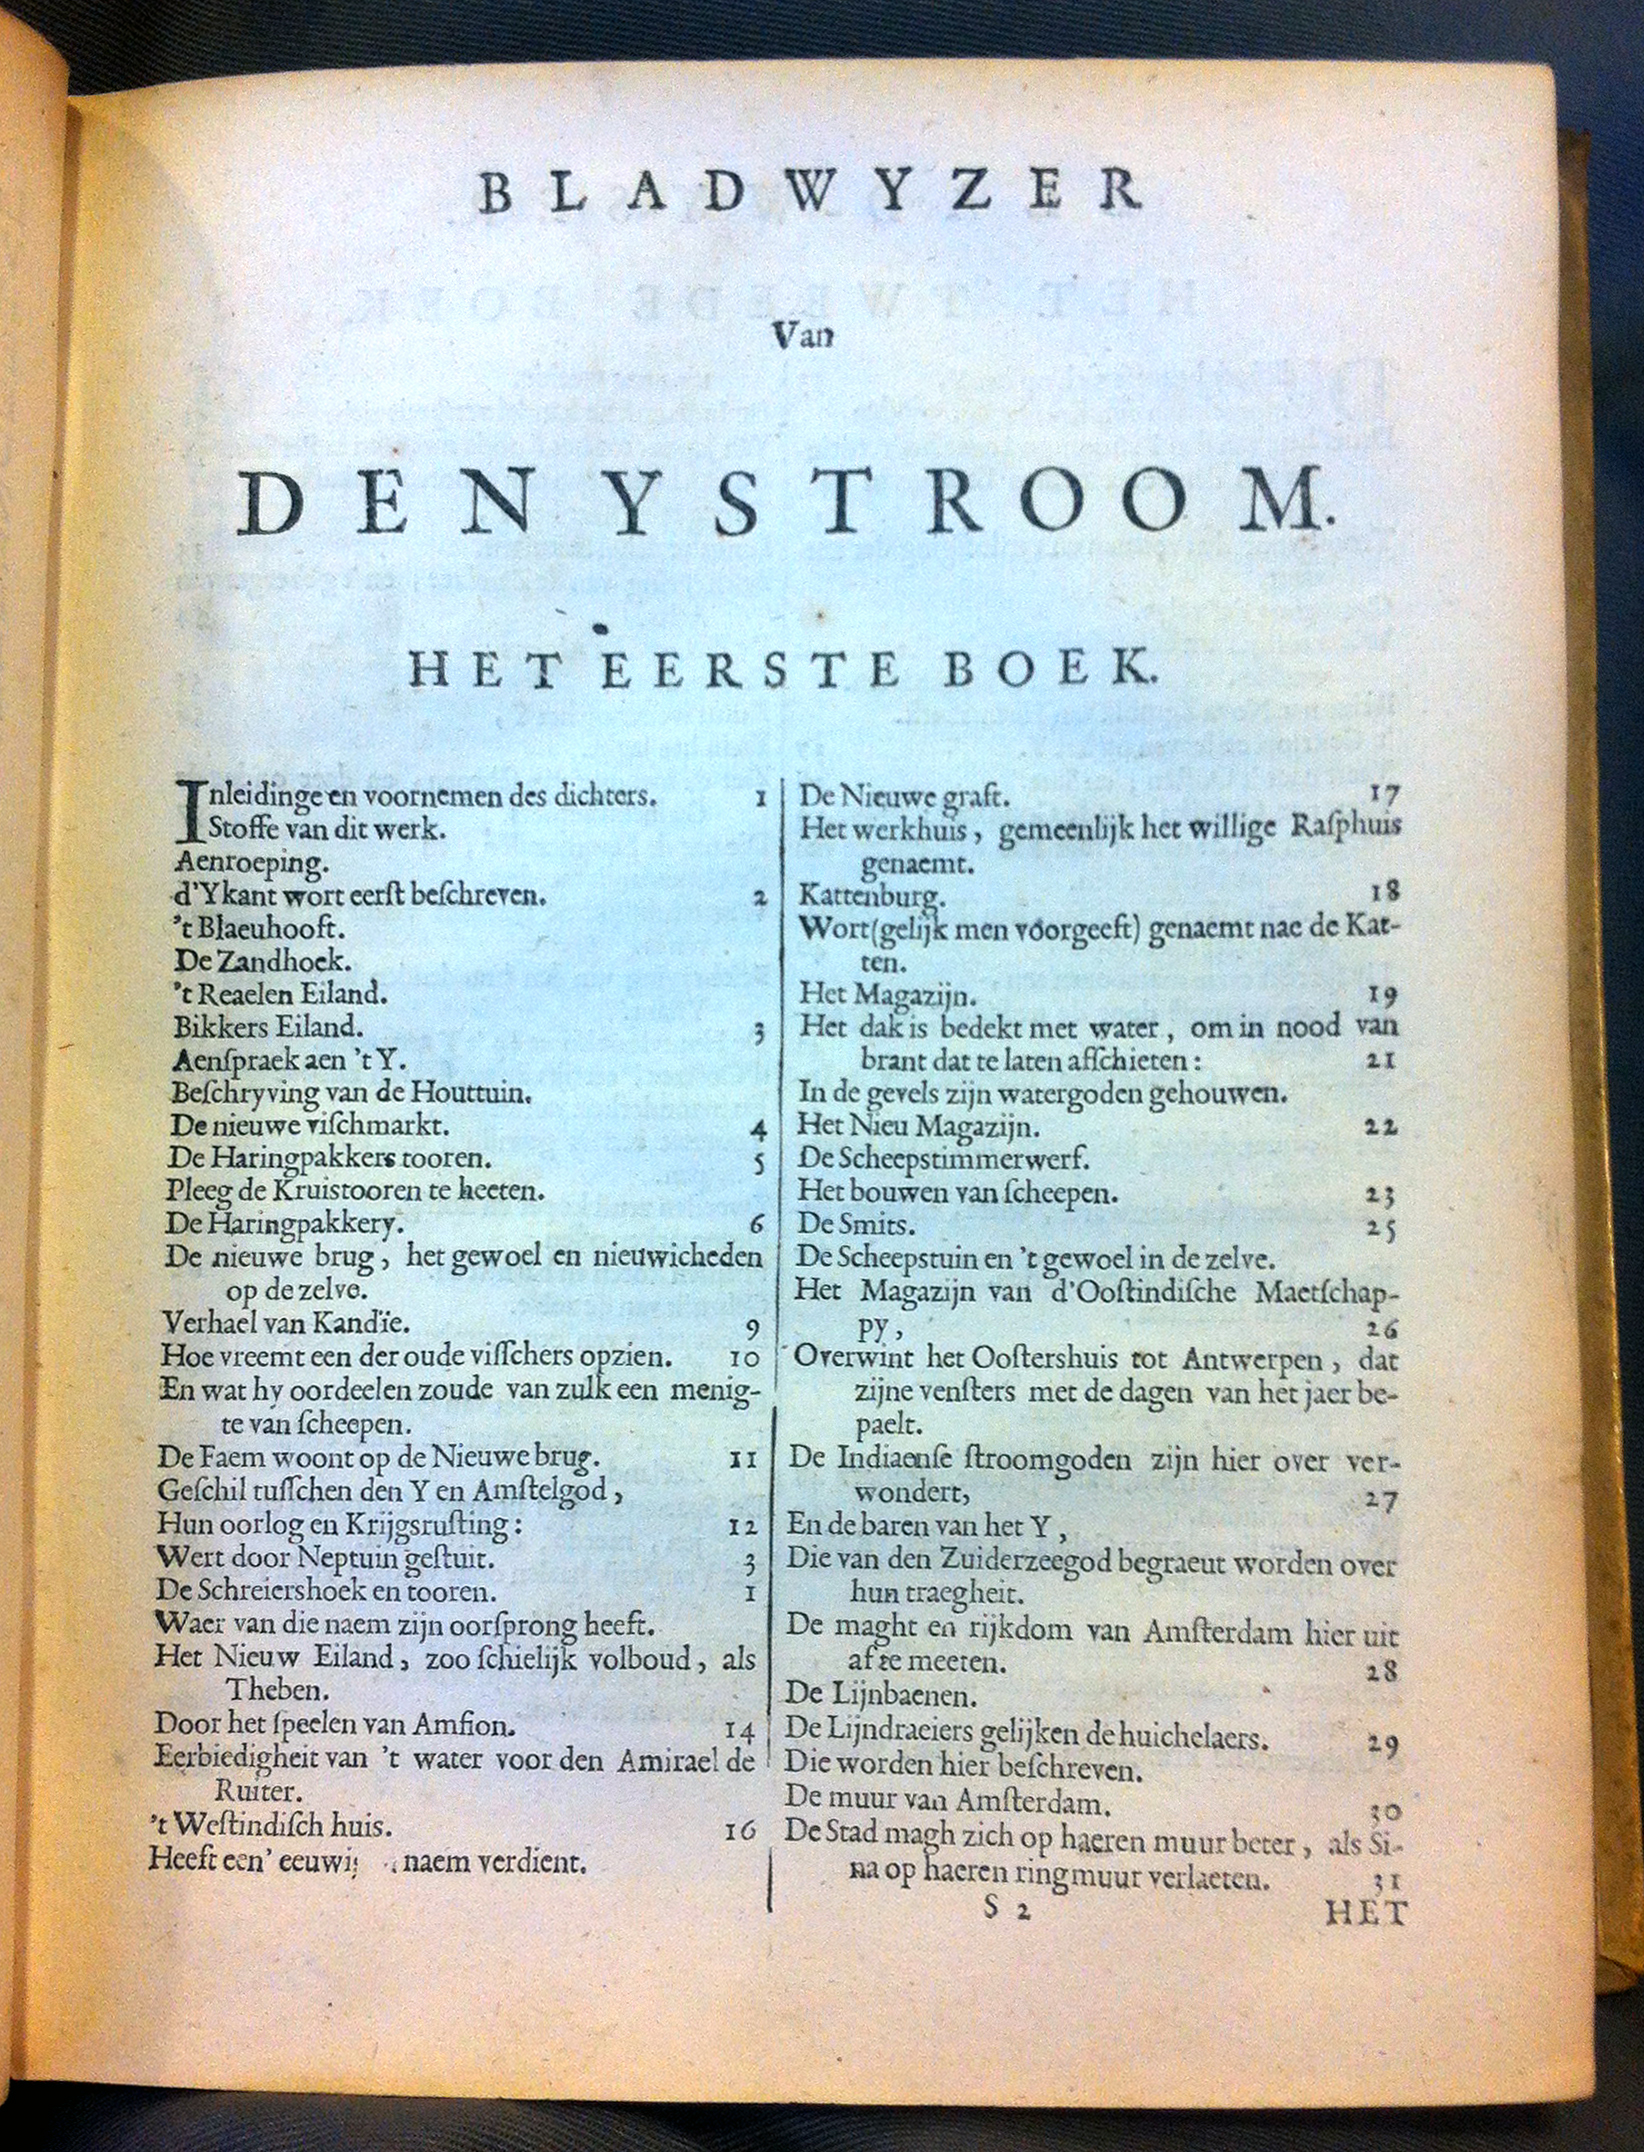 BLADWYZER
Van
DEN YSTROOM.
HET EERSTE BOEK.
Inleidinge en voornemen des dichters. 1
Stoffe van dit werk.
Aenroeping.
d'Ykant wort eerſt beſchreven. 2
't Blaeuhooft.
De Zandhoek.
't Reaelen Eiland.
Bikkers Eiland. 3
Aenſpraek aen 't Y.
Beſchryving van de Houttuin.
De nieuwe viſchmarkt. 4
De Haringpakkers tooren. 5
Pleeg de Kruistooren te heeten.
De Haringpakkery. 6
De nieuwe brug, het gewoel en nieuwicheden
op de zelve.
Verhael van Kandïe. 9
Hoe vreemt een der oude viſſchers opzien. 10
En wat hy oordeelen zoude van zulk een menig-
te van ſcheepen.
De Faem woont op de Nieuwe brug. 11
Geſchil tuſſchen den Y en Amſtelgod,
Hun oorlog en Krijgsruſting: 12
Wert door Neptuin geſtuit. 3
De Schreiershoek en tooren. 1
Waer van die naem zijn oorſprong heeft.
Het Nieuw Eiland, zoo ſchielijk volboud, als
Theben.
Door het ſpeelen van Amfion. 14
Eerbiedigheit van 't water voor den Amirael de
Ruiter.
't Weſtindiſch huis. 16
Heeft een' eeuwi naem verdient.
De Nieuwe graft. 17
Het werkhuis, gemeenlijk het willige Raſphuis
genaemt.
Kattenburg. 18
Wort (gelijk men voorgeeft) genaemt nae de Kat-
ten.
Het Magazijn. 19
Het dak is bedekt met water, om in nood van
brant dat te laten afſchieten: 21
In de gevels zijn watergoden gehouwen.
Het Nieu Magazijn. 22
De Scheepstimmerwerf.
Het bouwen van ſcheepen. 23
De Smits. 25
De Scheepstuin en 't gewoel in de zelve.
Het Magazijn van d'Ooſtindiſche Maetſchap-
py, 26
Overwint het Ooſtershuis tot Antwerpen, dat
zijne venſters met de dagen van het jaer be-
paelt.
De Indiaenſe ſtroomgoden zijn hier over ver-
wondert, 27
En de baren van het Y,
Die van den Zuiderzeegod begraeut worden over
hun traegheit.
De maght en rijkdom van Amſterdam hier uit
af te meeten. 28
De Lijnbaenen.
De Lijndraeiers gelijken de huichelaers. 29
Die worden hier beſchreven.
De muur van Amſterdam. 30
De Stad magh zich op haeren muur beter, als Si-
na op haeren ringmuur verlaeten. 31
S 2
HET